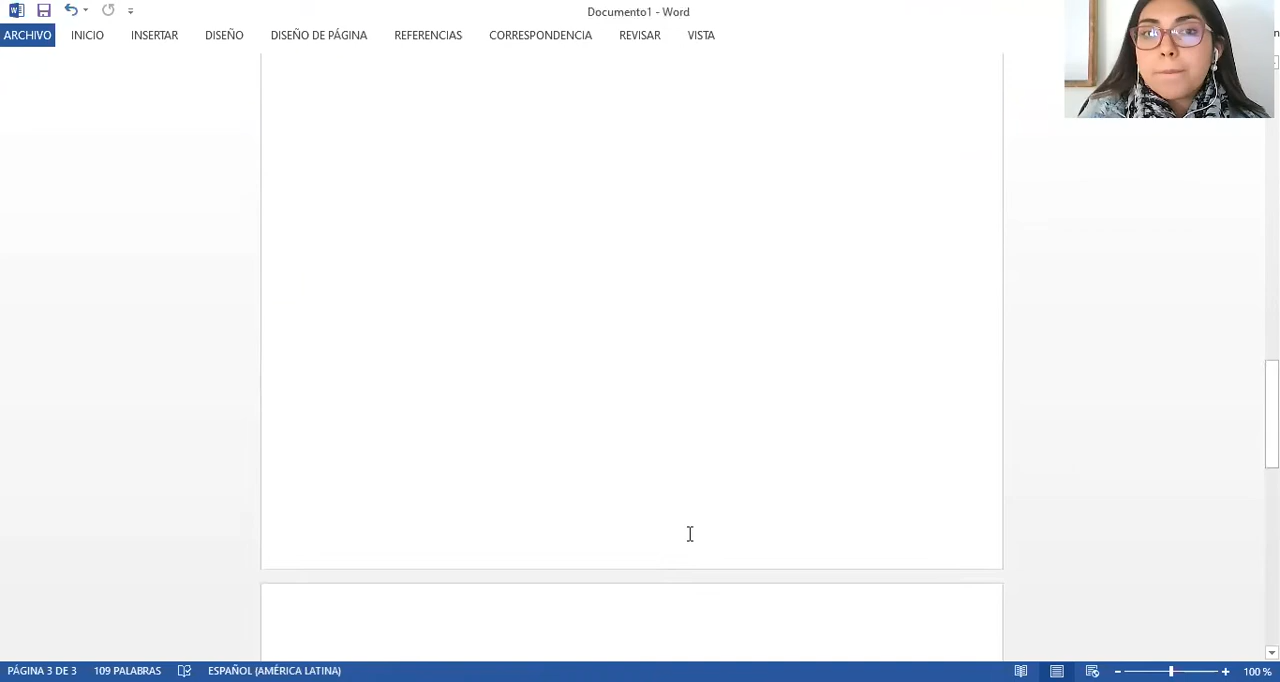 Documento1 - Word
ARCHIVO INICIO INSERTAR DISEÑO DISEÑO DE PÁGINA REFERENCIAS CORRESPONDENCIA REVISAR VISTA
PÁGINA 3 DE 3 109 PALABRAS ESPAÑOL (AMÉRICA LATINA) 100 %